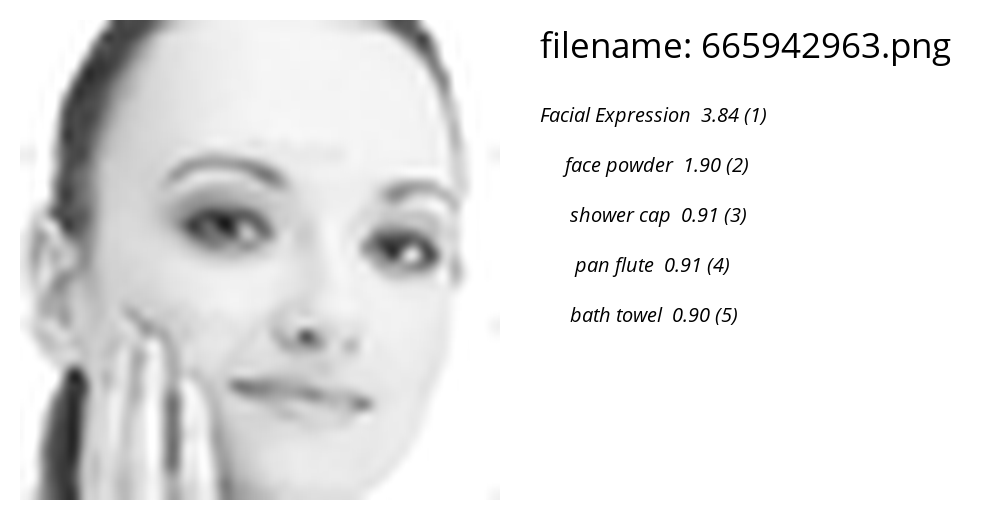 filename: 665942963.png
Facial Expression 3.84 (1)
face powder 1.90 (2)
shower cap 0.91 (3)
pan flute 0.91 (4)
bath towel 0.90 (5)